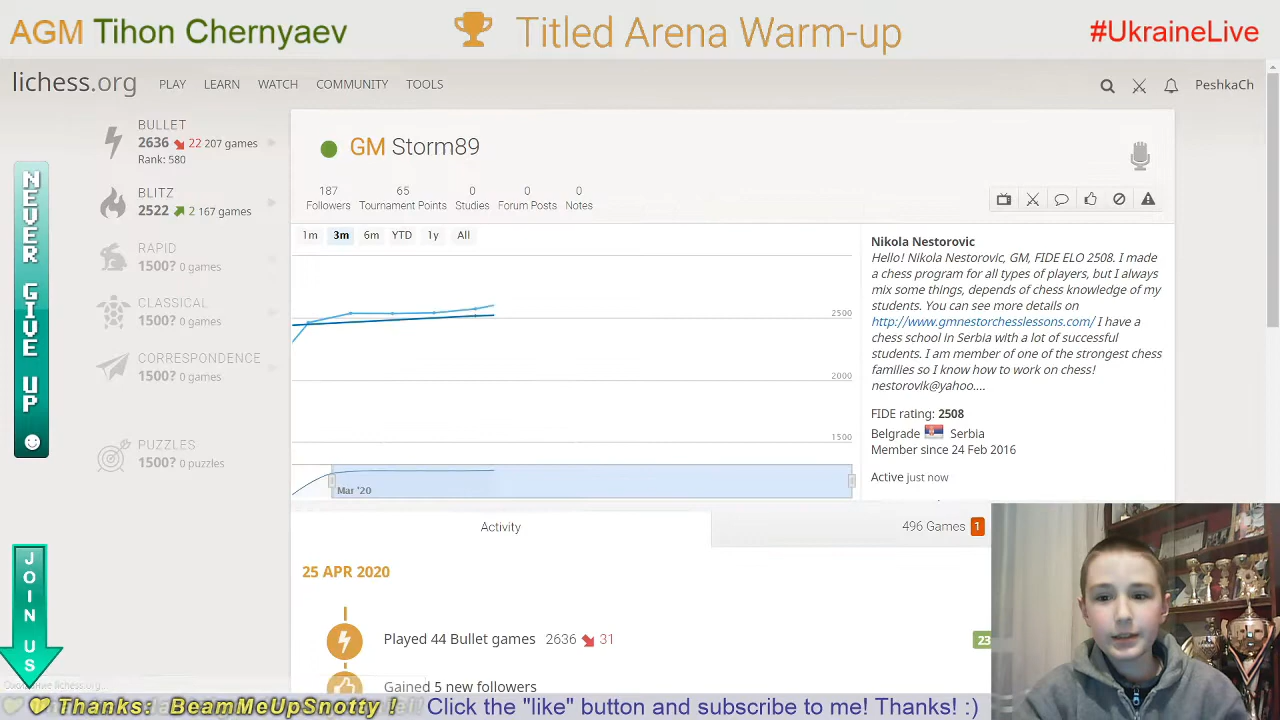 AGM Tihon Chernyaev
Titled Arena Warm-up
#UkraineLive
lichess.org
PLAY
LEARN
WATCH
COMMUNITY
TOOLS
PeshkaCh
NEVER GIVE UP
JOIN US
BULLET
2636 22 207 games
Rank: 580
BLITZ
2522 2 167 games
RAPID
1500? 0 games
CLASSICAL
1500? 0 games
CORRESPONDENCE
1500? 0 games
PUZZLES
1500? 0 puzzles
GM Storm89
187 65 0 0 0
Followers Tournament Points Studies Forum Posts Notes
1m 3m 6m YTD 1y All
2500
2000
1500
Mar '20
Nikola Nestorovic
Hello! Nikola Nestorovic, GM, FIDE ELO 2508. I made
a chess program for all types of players, but I always
mix some things, depends of chess knowledge of my
students. You can see more details on
http://www.gmnestorchesslessons.com/ I have a
chess school in Serbia with a lot of successful
students. I am member of one of the strongest chess
families so I know how to work on chess!
nestorovik@yahoo....
FIDE rating: 2508
Belgrade Serbia
Member since 24 Feb 2016
Active just now
Activity
496 Games 1
25 APR 2020
Played 44 Bullet games 2636 31
23
Gained 5 new followers
Thanks: BeamMeUpSnotty !
Click the "like" button and subscribe to me! Thanks! :)